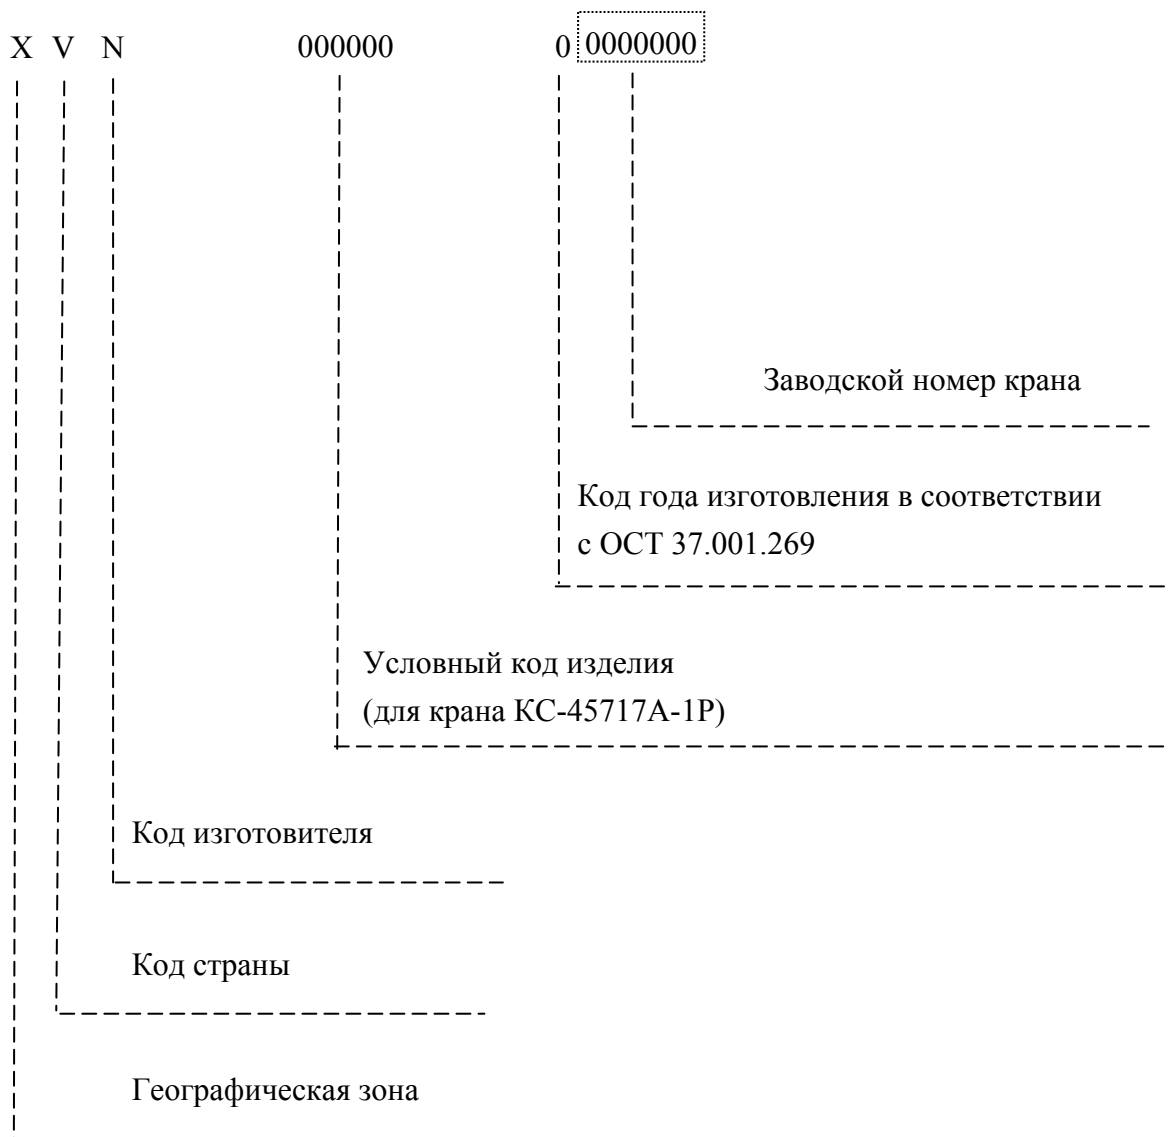 X V N 000000 0 0000000
Заводской номер крана
Код года изготовления в соответствии
с ОСТ 37.001.269
Условный код изделия
(для крана КС-45717А-1Р)
Код изготовителя
Код страны
Географическая зона